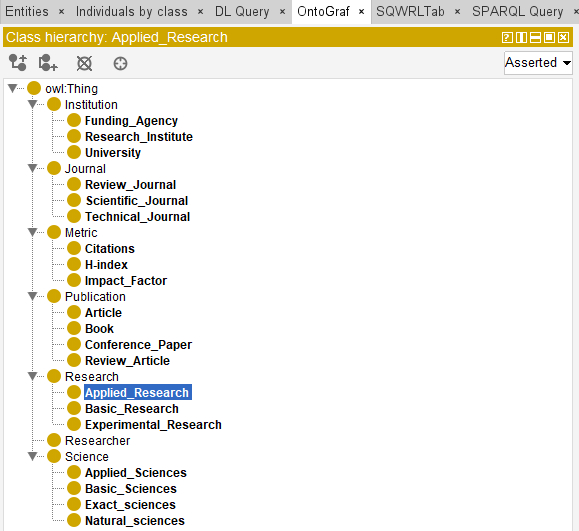 Entities × Individuals by class × DL Query × OntoGraf × SQWRLTab × SPARQL Query ×
Class hierarchy: Applied_Research
Asserted
owl:Thing
Institution
Funding_Agency
Research_Institute
University
Journal
Review_Journal
Scientific_Journal
Technical_Journal
Metric
Citations
H-index
Impact_Factor
Publication
Article
Book
Conference_Paper
Review_Article
Research
Applied_Research
Basic_Research
Experimental_Research
Researcher
Science
Applied_Sciences
Basic_Sciences
Exact_sciences
Natural_sciences